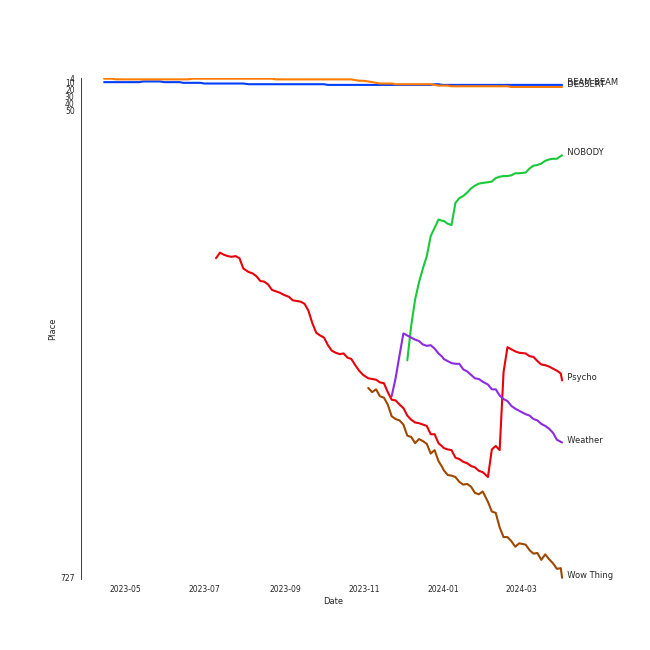 4
10
20
30
40
50
727
Place
BEAM BEAM
DESSERT
NOBODY
Psycho
Weather
Wow Thing
2023-05
2023-07
2023-09
2023-11
2024-01
2024-03
Date